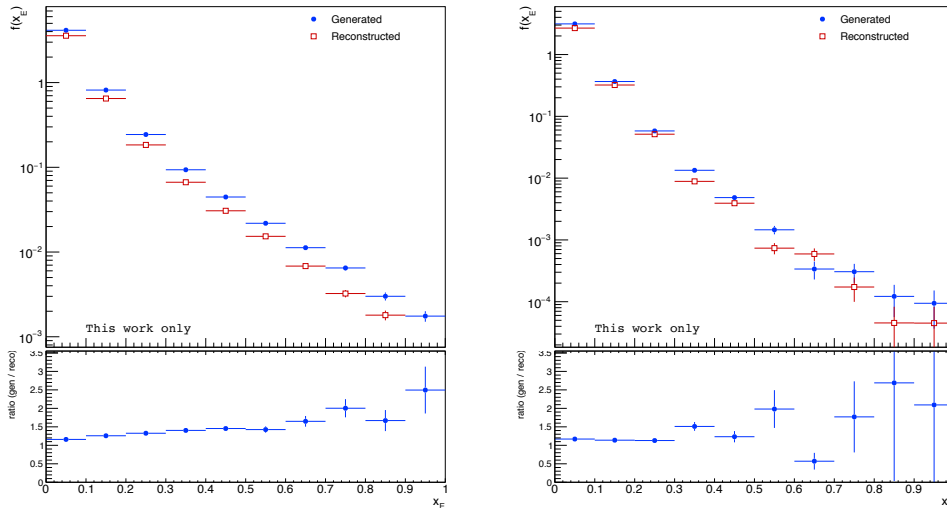 f(x_E)
Generated
Reconstructed
1
10^-1
10^-2
10^-3
This work only
ratio (gen / reco)
3.5
3
2.5
2
1.5
1
0.5
0
0 0.1 0.2 0.3 0.4 0.5 0.6 0.7 0.8 0.9 1
x_E
f(x_E)
Generated
Reconstructed
1
10^-1
10^-2
10^-3
10^-4
This work only
ratio (gen / reco)
3.5
3
2.5
2
1.5
1
0.5
0
0 0.1 0.2 0.3 0.4 0.5 0.6 0.7 0.8 0.9
x